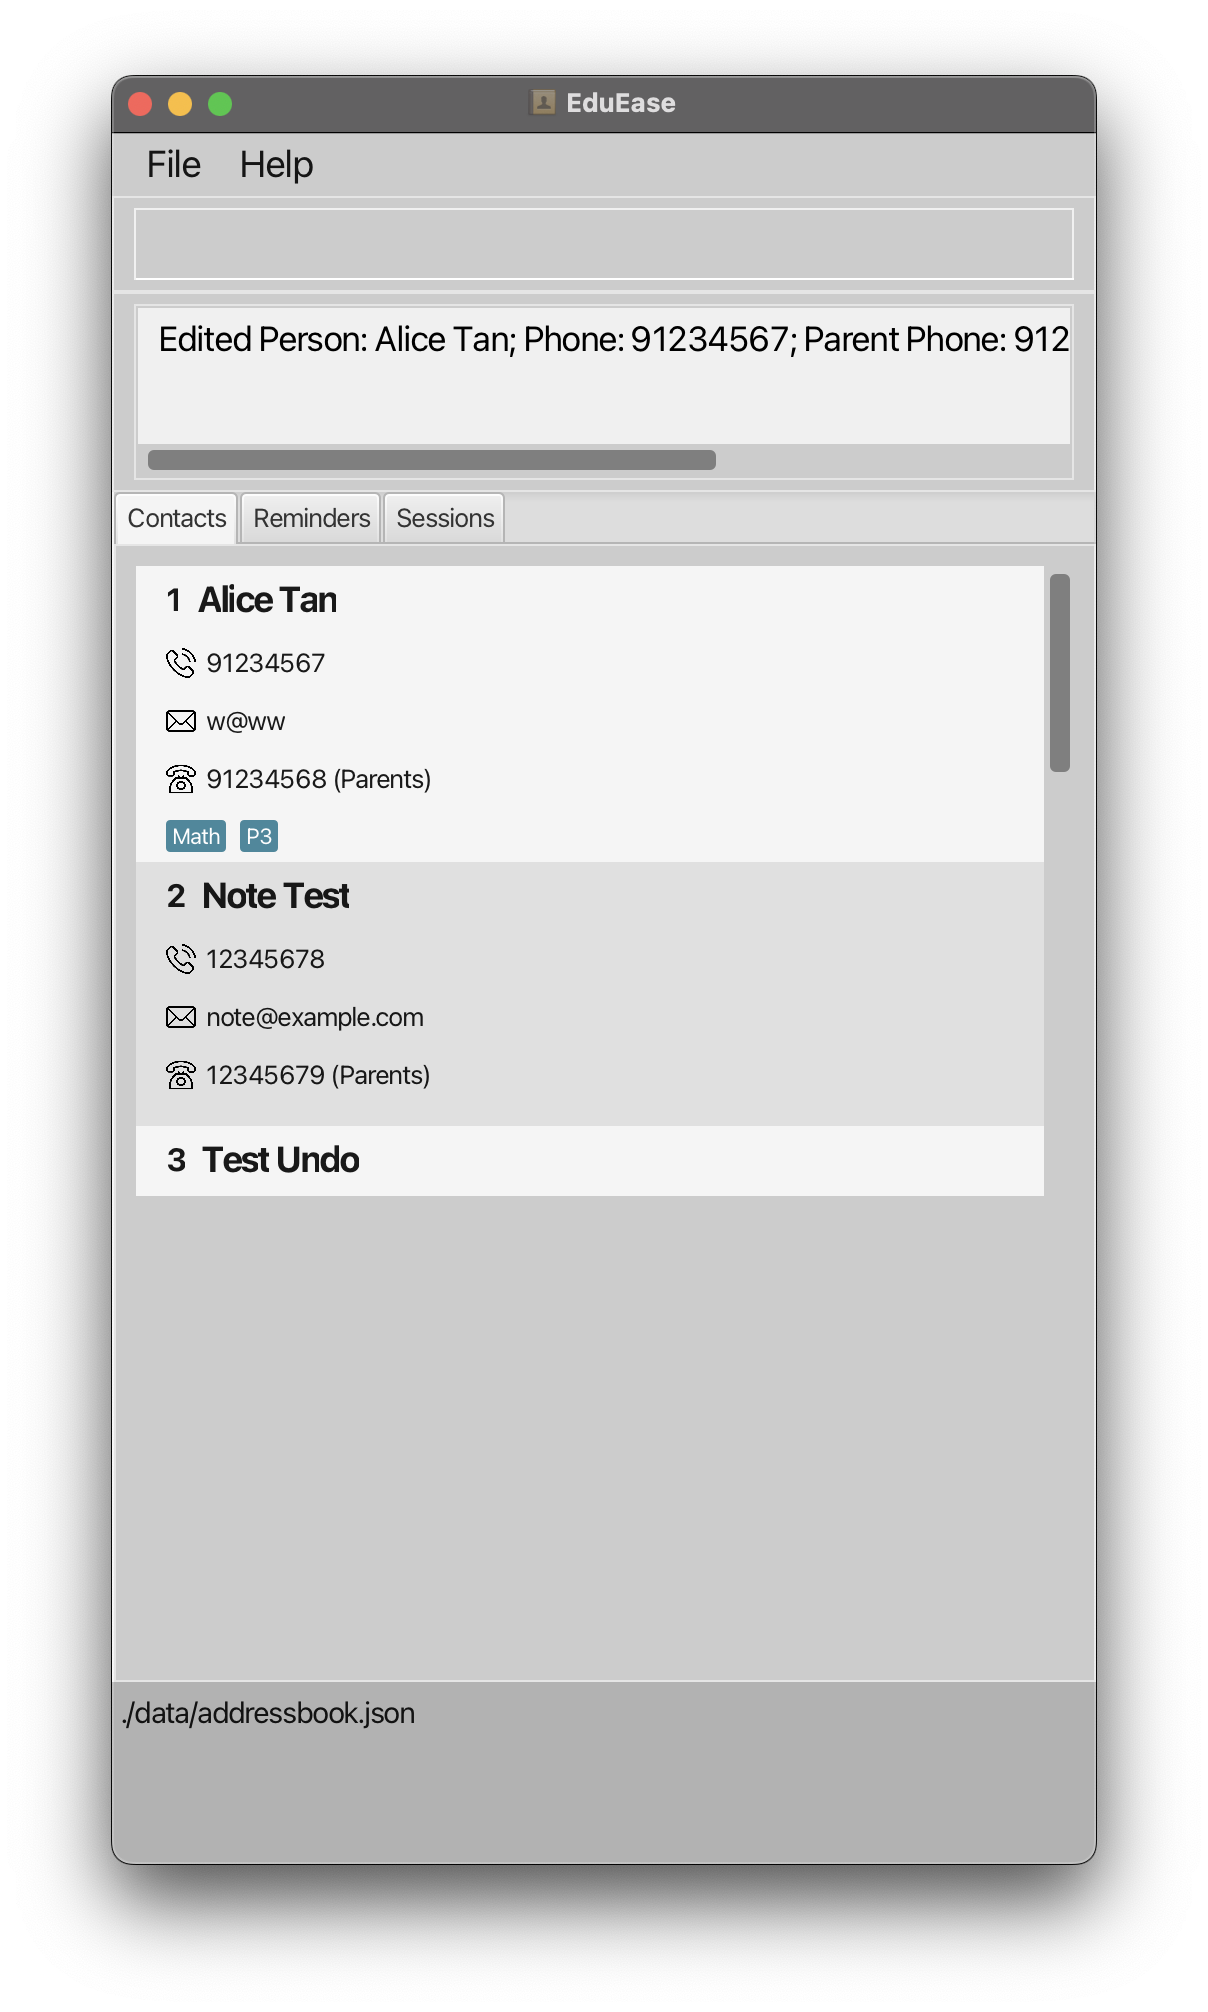 EduEase
File Help
Edited Person: Alice Tan; Phone: 91234567; Parent Phone: 912
Contacts Reminders Sessions
1 Alice Tan
91234567
w@ww
91234568 (Parents)
Math P3
2 Note Test
12345678
note@example.com
12345679 (Parents)
3 Test Undo
./data/addressbook.json